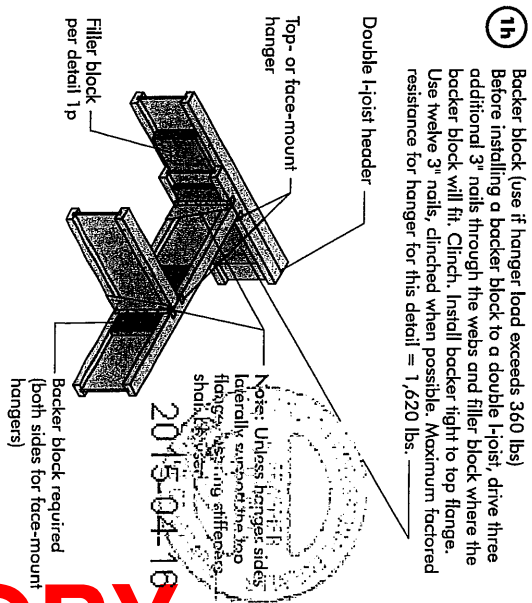 1h
Backer block (use if hanger load exceeds 360 lbs)
Before installing a backer block to a double I-joist, drive three
additional 3" nails through the webs and filler block where the
backer block will fit. Clinch. Install backer tight to top flange.
Use twelve 3" nails, clinched when possible. Maximum factored
resistance for hanger for this detail = 1,620 lbs.
Double I-joist header
Top- or face-mount
hanger
Filler block
per detail 1p
Note: Unless hanger sides
laterally support the top
flange, bearing stiffeners
shall be used.
Backer block required
(both sides for face-mount
hangers)
2015-04-16